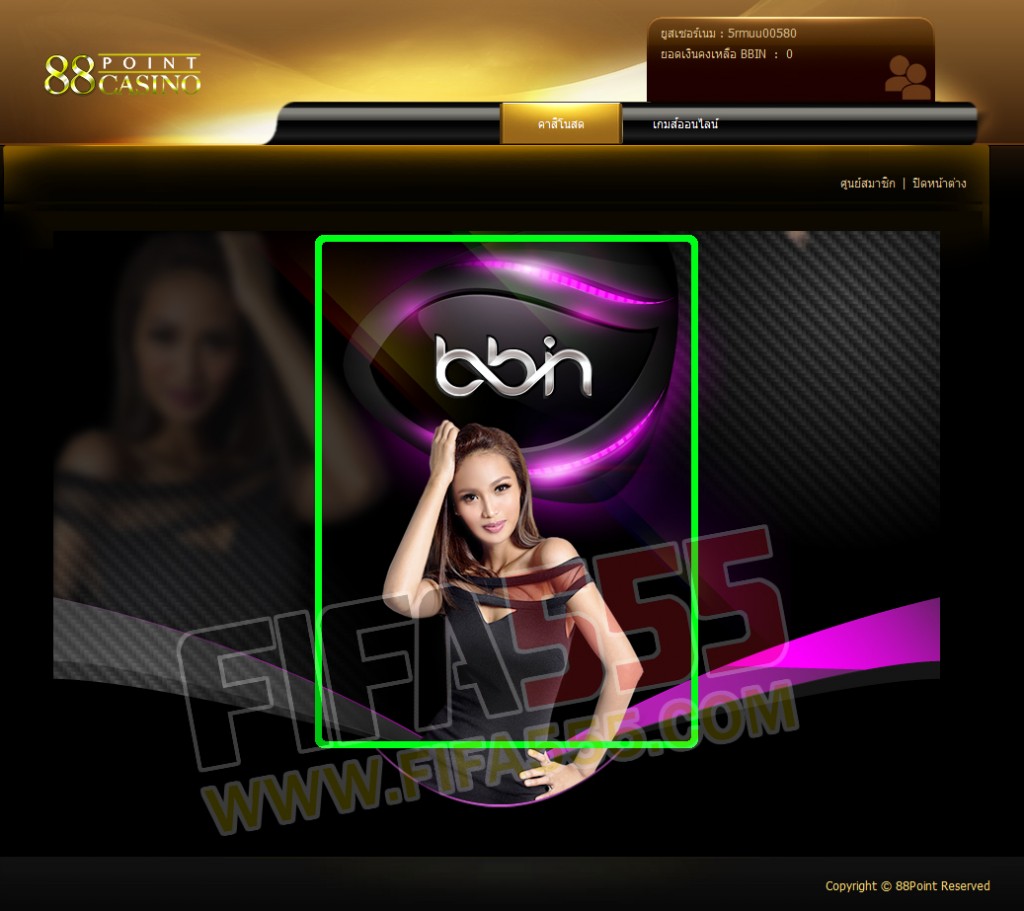 ยูสเซอร์เนม : 5rmuu00580
ยอดเงินคงเหลือ BBIN : 0
88 POINT
CASINO
คาสิโนสด
เกมส์ออนไลน์
ศูนย์สมาชิก | ปิดหน้าต่าง
bbin
FIFA555
WWW.FIFA555.COM
Copyright © 88Point Reserved